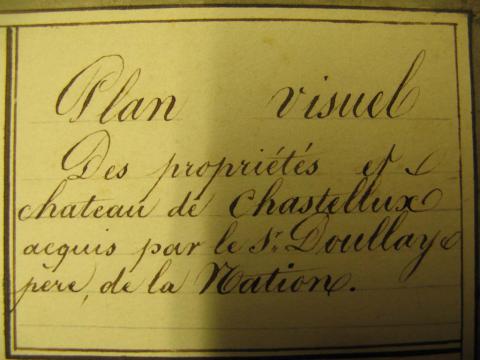 Plan visuel
Des propriétés et
chateau de Chastellux
acquis par le Sr. Doullay
père, de la Nation.